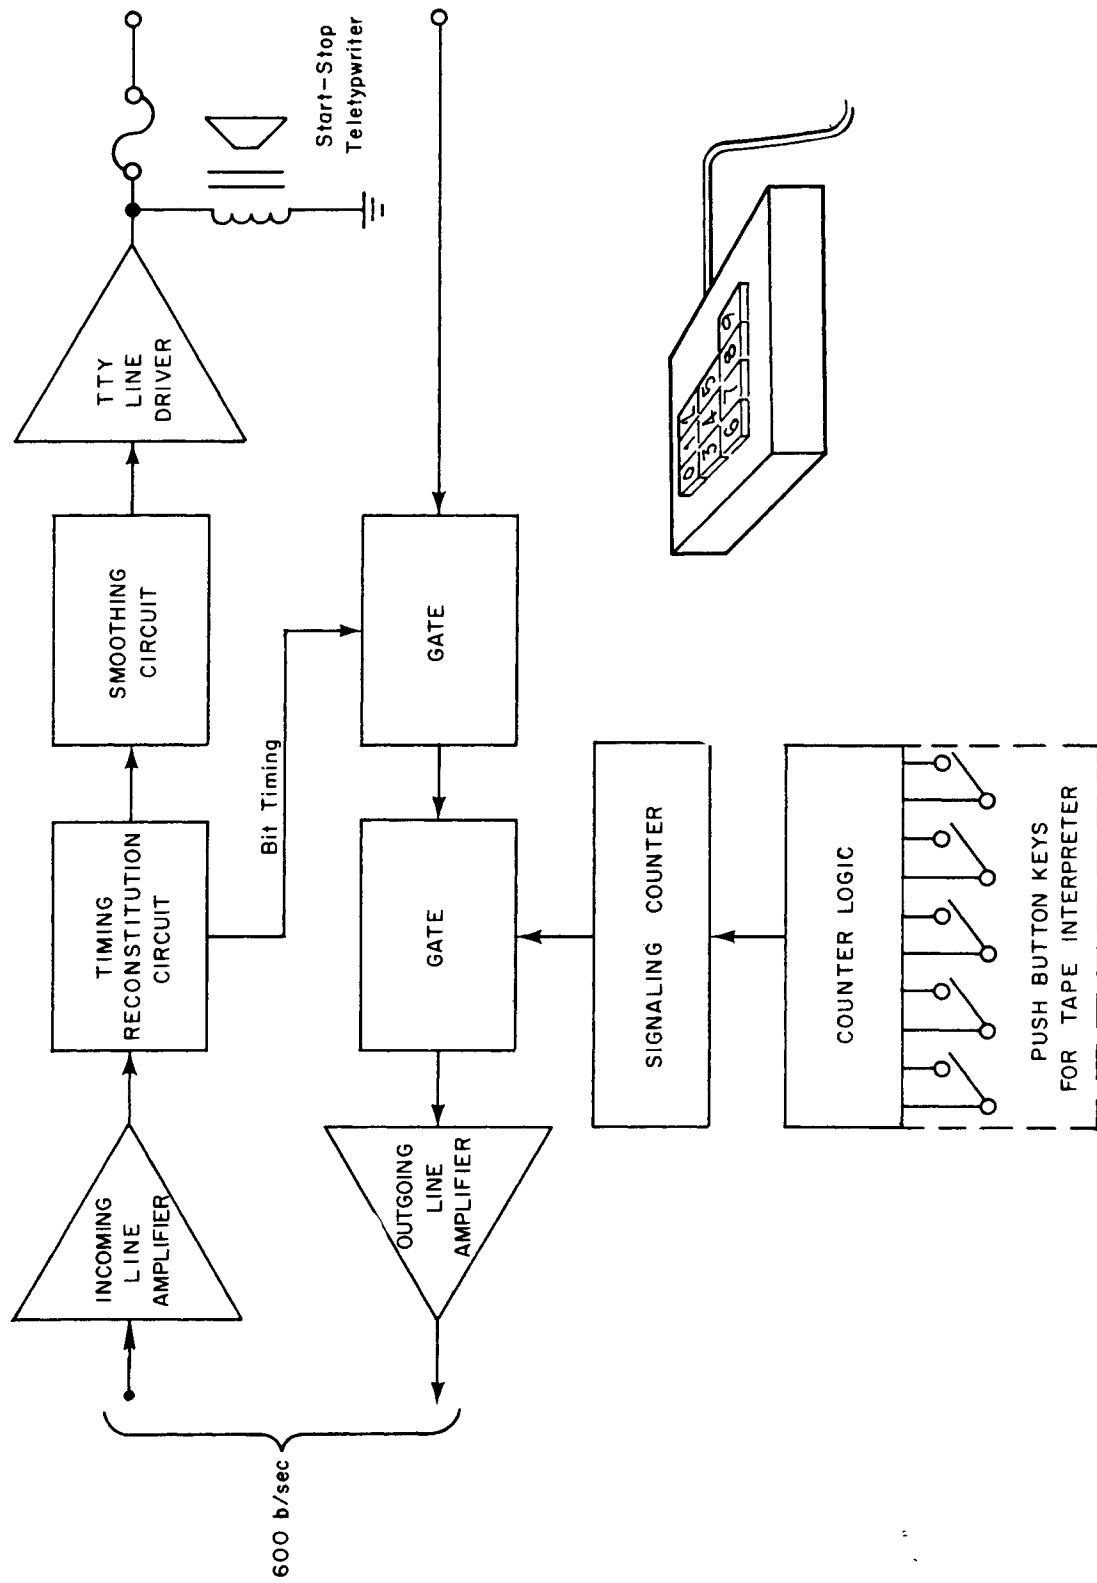 600 b/sec
INCOMING
LINE
AMPLIFIER
TIMING
RECONSTITUTION
CIRCUIT
SMOOTHING
CIRCUIT
TTY
LINE
DRIVER
Start-Stop
Teletypwriter
Bit Timing
OUTGOING
LINE
AMPLIFIER
GATE
GATE
SIGNALING COUNTER
COUNTER LOGIC
PUSH BUTTON KEYS
FOR TAPE INTERPRETER
0 1 2
3 4 5
6 7 8 9